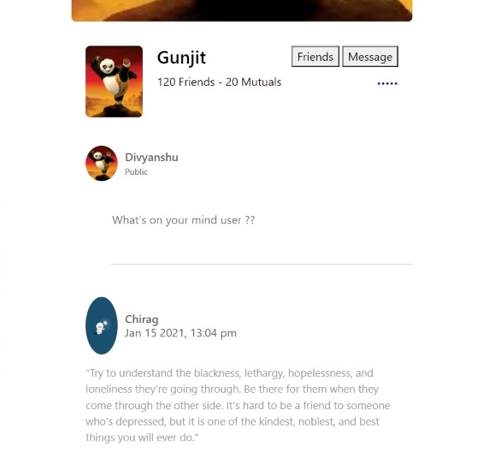 Gunjit
Friends
Message
120 Friends - 20 Mutuals
Divyanshu
Public
What's on your mind user ??
Chirag
Jan 15 2021, 13:04 pm
"Try to understand the blackness, lethargy, hopelessness, and
loneliness they're going through. Be there for them when they
come through the other side. It's hard to be a friend to someone
who's depressed, but it is one of the kindest, noblest, and best
things you will ever do."